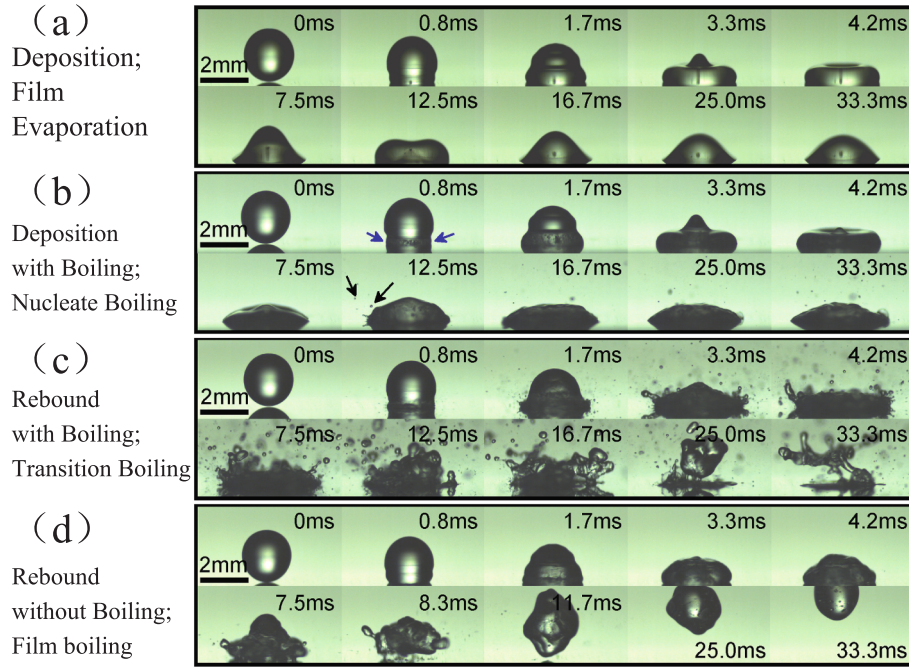 (a)
Deposition;
Film
Evaporation
0ms 0.8ms 1.7ms 3.3ms 4.2ms
2mm
7.5ms 12.5ms 16.7ms 25.0ms 33.3ms
(b)
Deposition
with Boiling;
Nucleate Boiling
0ms 0.8ms 1.7ms 3.3ms 4.2ms
2mm
7.5ms 12.5ms 16.7ms 25.0ms 33.3ms
(c)
Rebound
with Boiling;
Transition Boiling
0ms 0.8ms 1.7ms 3.3ms 4.2ms
2mm
7.5ms 12.5ms 16.7ms 25.0ms 33.3ms
(d)
Rebound
without Boiling;
Film boiling
0ms 0.8ms 1.7ms 3.3ms 4.2ms
2mm
7.5ms 8.3ms 11.7ms 25.0ms 33.3ms